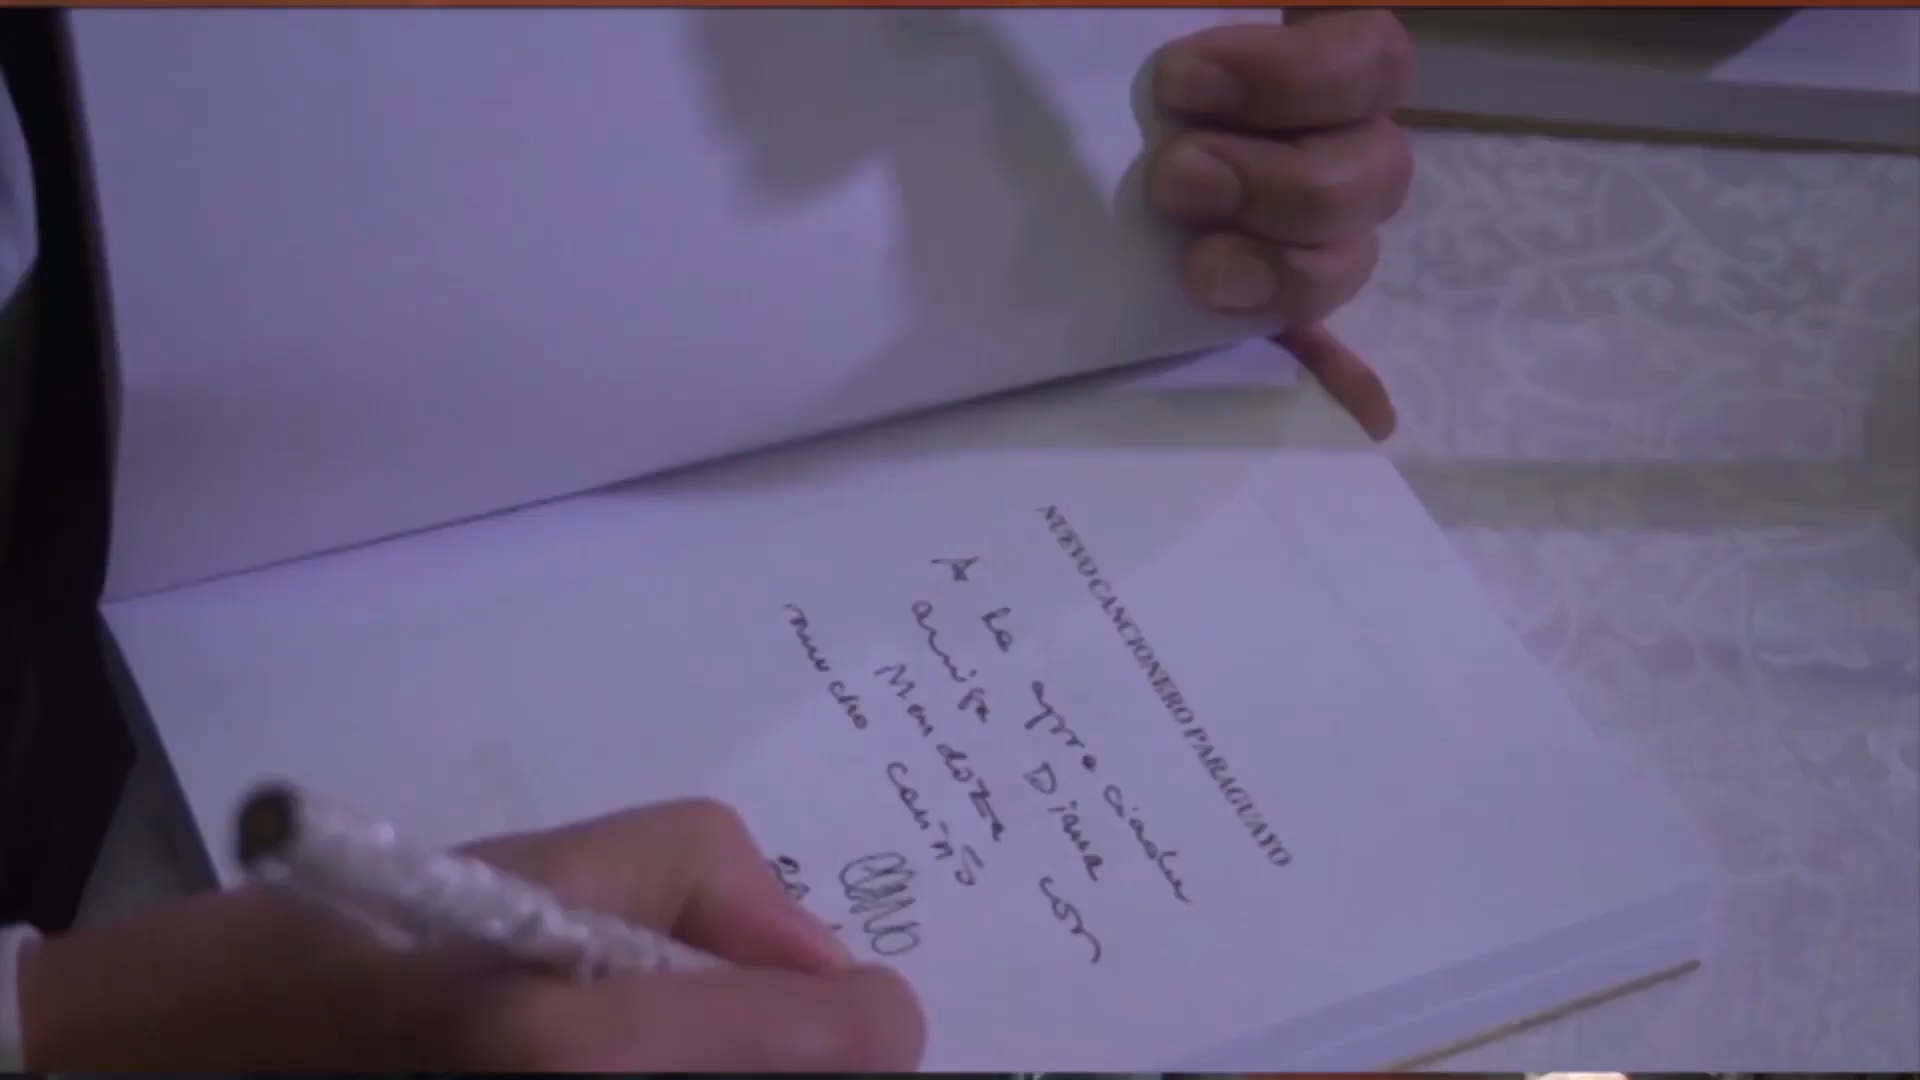 NUEVO CANCIONERO PARAGUAYO
A la apreciada
amiga Diana con
Mendoza
mucho cariño